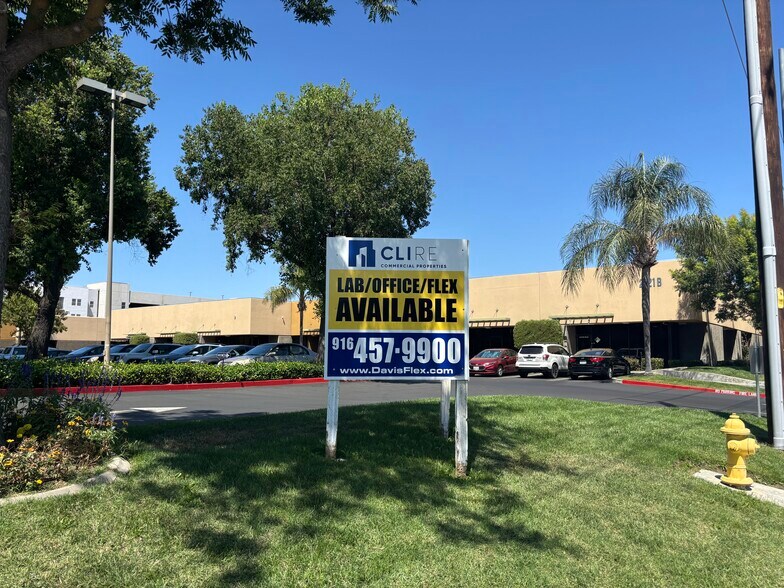 CLIRE
COMMERCIAL PROPERTIES
LAB/OFFICE/FLEX
AVAILABLE
916 457-9900
www.DavisFlex.com